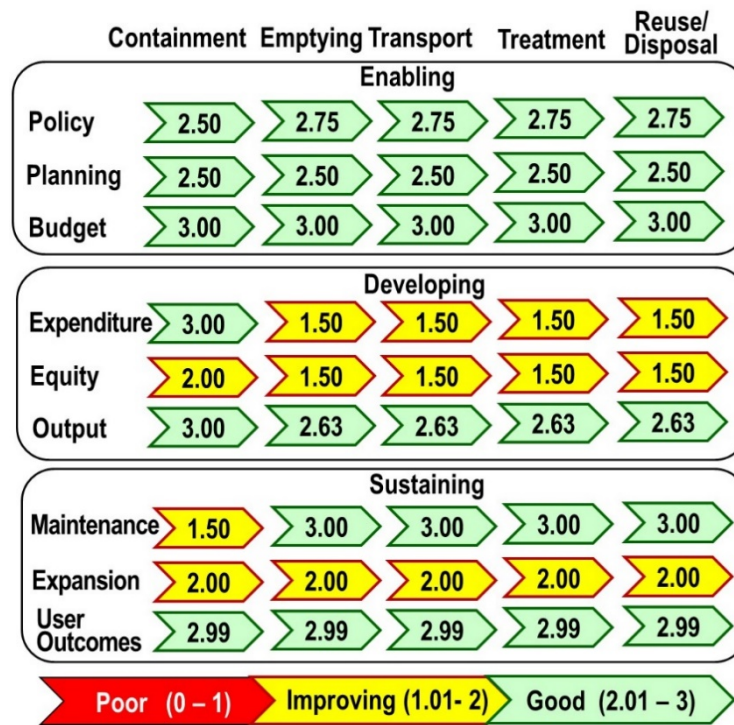 Containment Emptying Transport Treatment Reuse/
Disposal
Enabling
Policy 2.50 2.75 2.75 2.75 2.75
Planning 2.50 2.50 2.50 2.50 2.50
Budget 3.00 3.00 3.00 3.00 3.00
Developing
Expenditure 3.00 1.50 1.50 1.50 1.50
Equity 2.00 1.50 1.50 1.50 1.50
Output 3.00 2.63 2.63 2.63 2.63
Sustaining
Maintenance 1.50 3.00 3.00 3.00 3.00
Expansion 2.00 2.00 2.00 2.00 2.00
User
Outcomes 2.99 2.99 2.99 2.99 2.99
Poor (0 – 1) Improving (1.01- 2) Good (2.01 – 3)